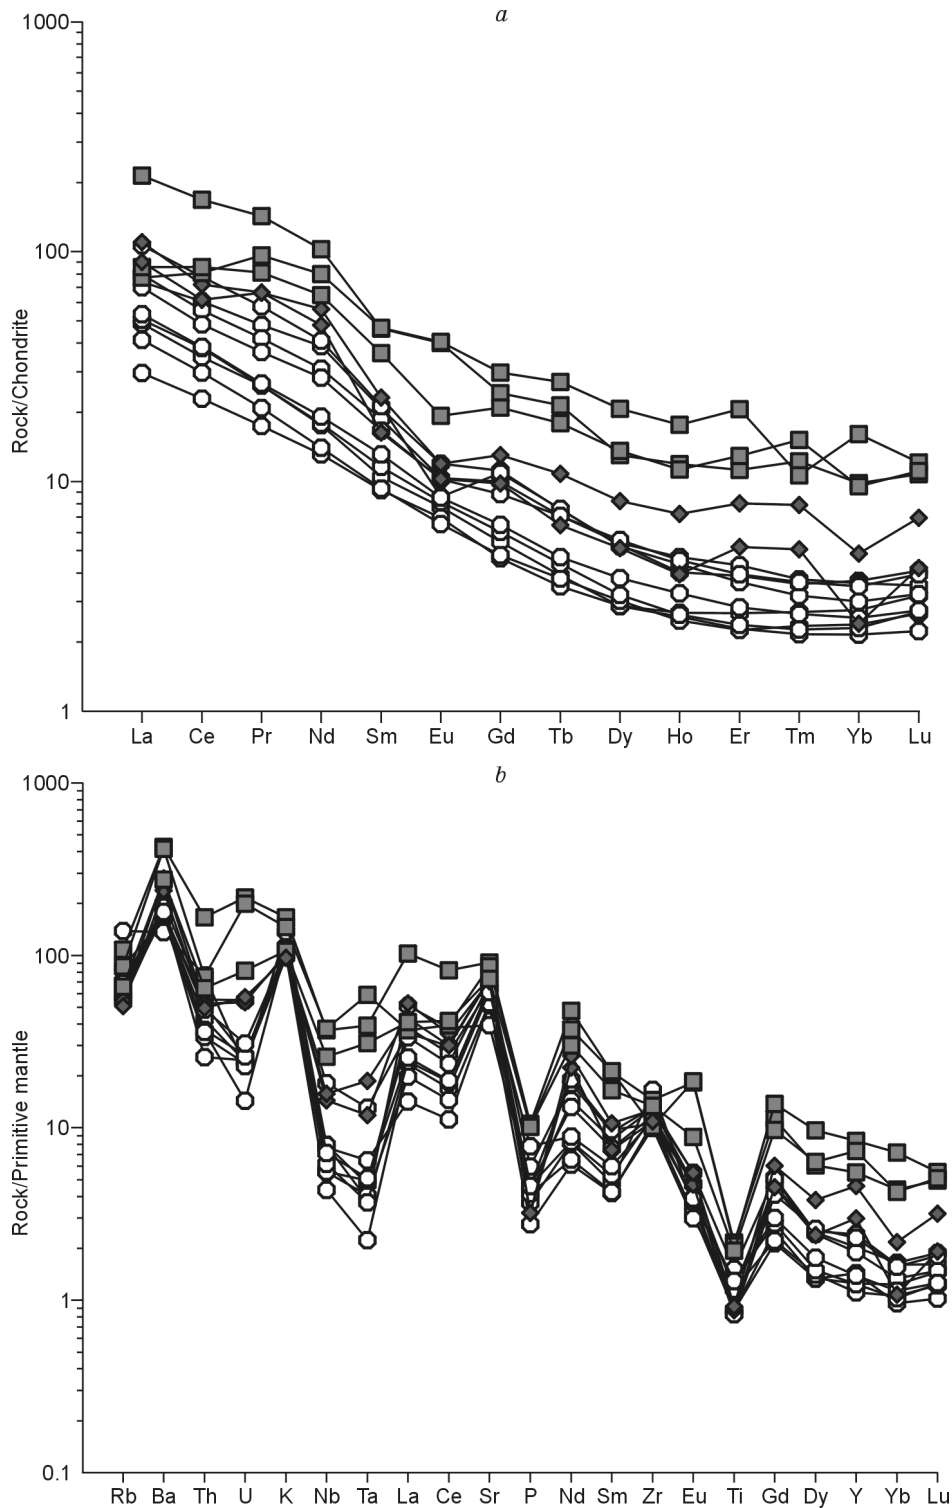 a
1000
100
10
1
Rock/Chondrite
La Ce Pr Nd Sm Eu Gd Tb Dy Ho Er Tm Yb Lu
b
1000
100
10
1
0.1
Rock/Primitive mantle
Rb Ba Th U K Nb Ta La Ce Sr P Nd Sm Zr Eu Ti Gd Dy Y Yb Lu